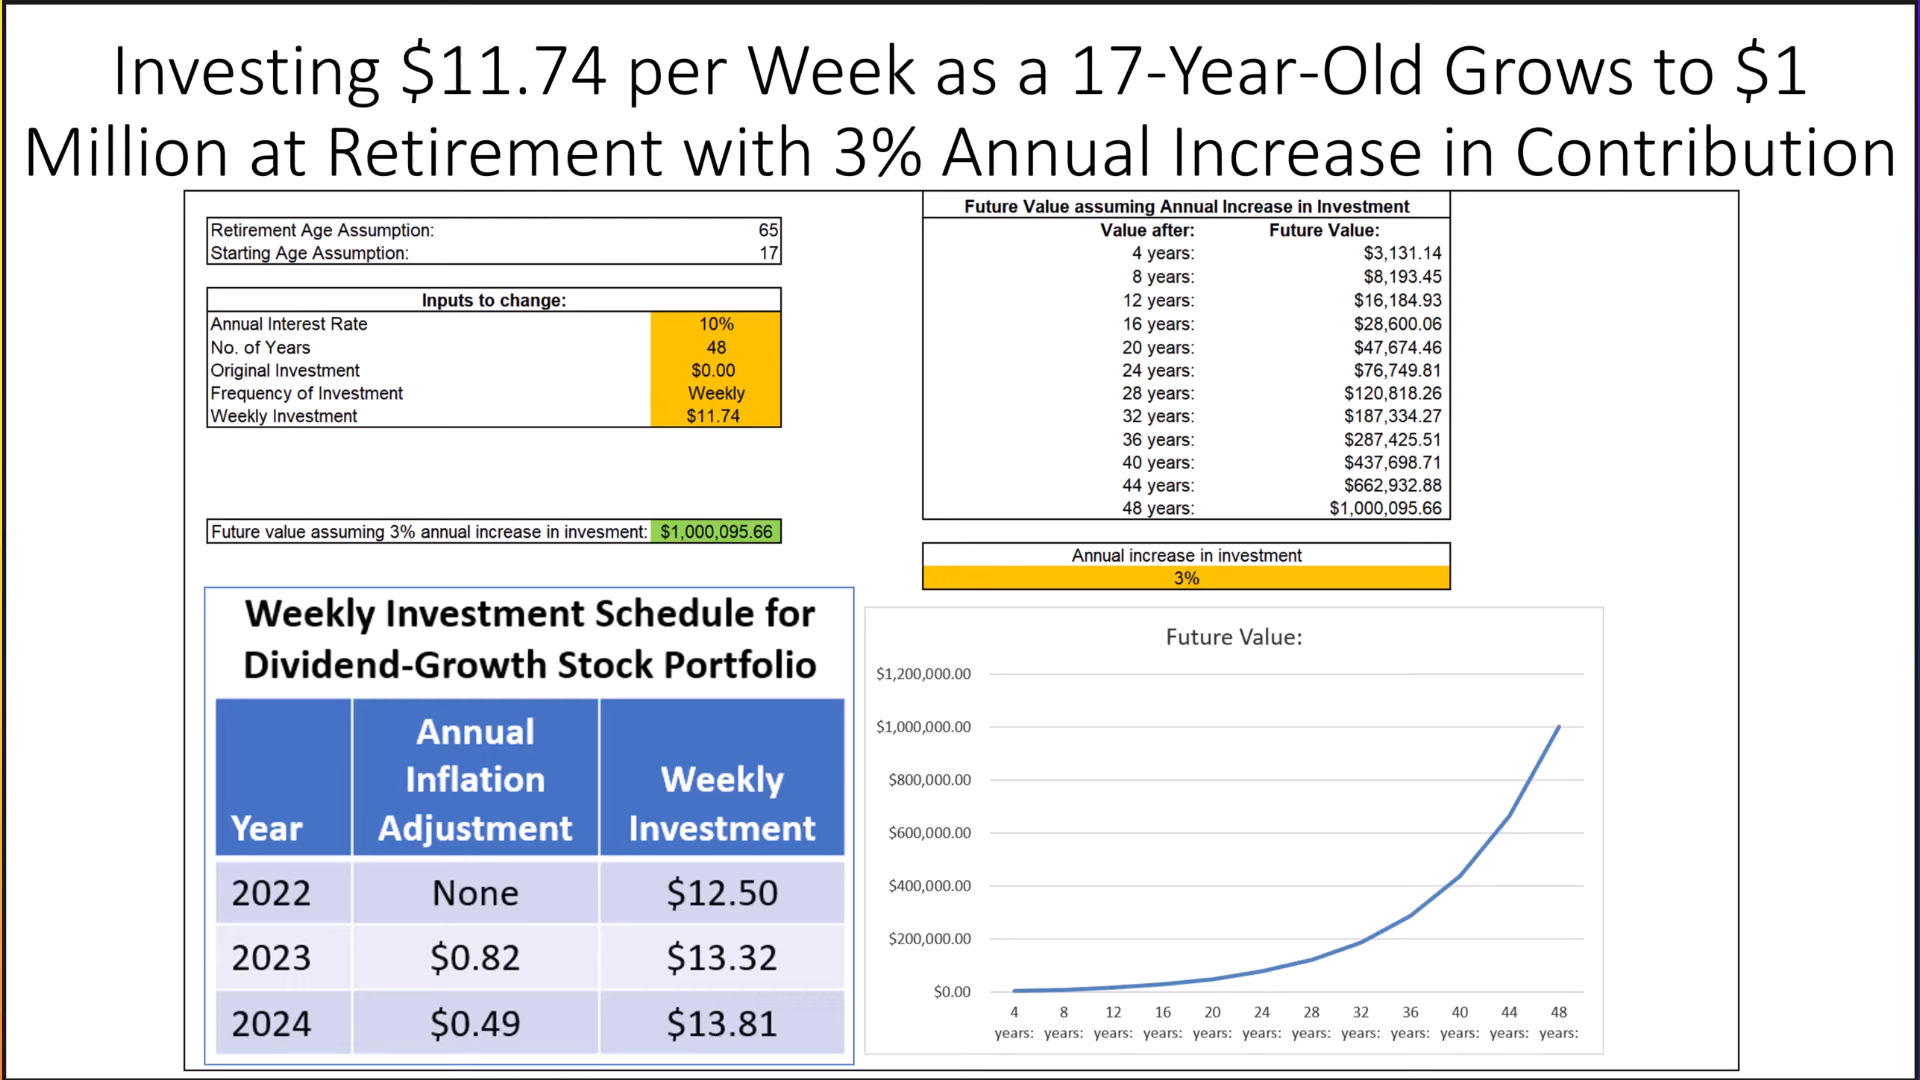 Investing $11.74 per Week as a 17-Year-Old Grows to $1
Million at Retirement with 3% Annual Increase in Contribution
Retirement Age Assumption: 65
Starting Age Assumption: 17
Inputs to change:
Annual Interest Rate 10%
No. of Years 48
Original Investment $0.00
Frequency of Investment Weekly
Weekly Investment $11.74
Future value assuming 3% annual increase in invesment: $1,000,095.66
Future Value assuming Annual Increase in Investment
Value after: Future Value:
4 years: $3,131.14
8 years: $8,193.45
12 years: $16,184.93
16 years: $28,600.06
20 years: $47,674.46
24 years: $76,749.81
28 years: $120,818.26
32 years: $187,334.27
36 years: $287,425.51
40 years: $437,698.71
44 years: $662,932.88
48 years: $1,000,095.66
Annual increase in investment
3%
Weekly Investment Schedule for
Dividend-Growth Stock Portfolio
Annual
Inflation Weekly
Year Adjustment Investment
2022 None $12.50
2023 $0.82 $13.32
2024 $0.49 $13.81
Future Value:
$1,200,000.00
$1,000,000.00
$800,000.00
$600,000.00
$400,000.00
$200,000.00
$0.00
4 8 12 16 20 24 28 32 36 40 44 48
years: years: years: years: years: years: years: years: years: years: years: years: